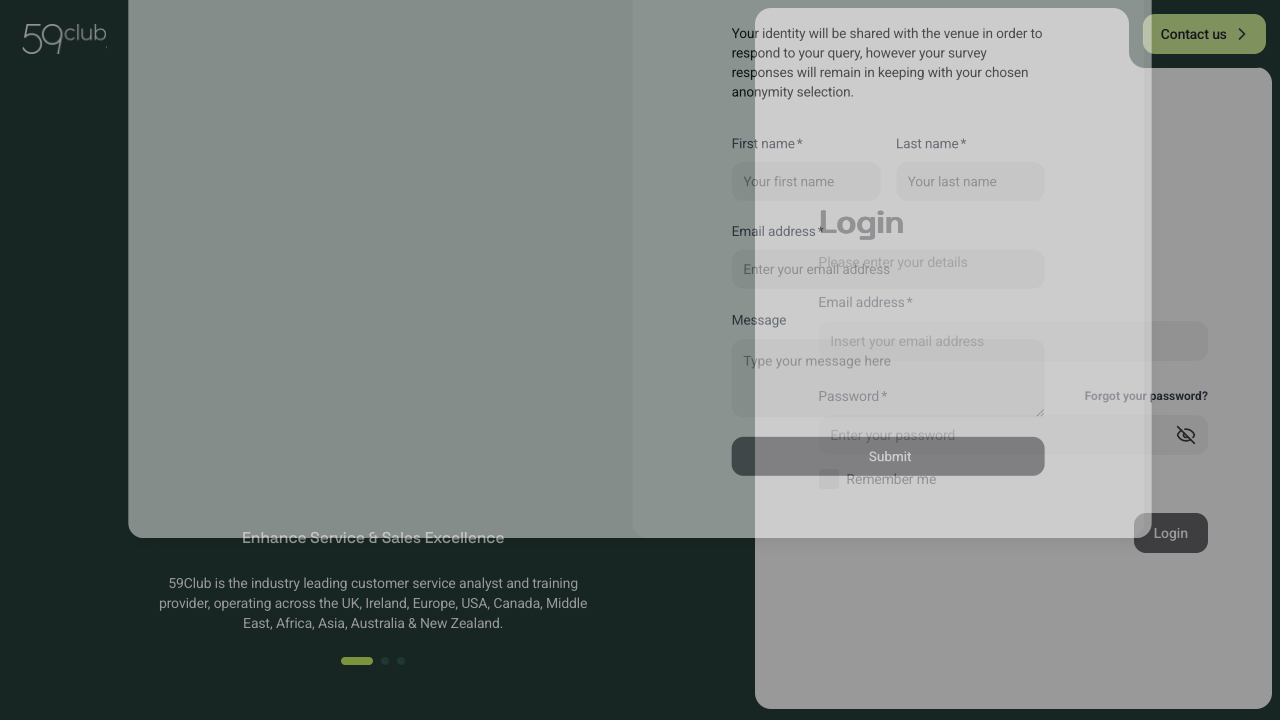 59club
Contact us
Your identity will be shared with the venue in order to
respond to your query, however your survey
responses will remain in keeping with your chosen
anonymity selection.
First name* Last name*
Your first name Your last name
Email address*
Enter your email address
Message
Type your message here
Submit
Login
Please enter your details
Email address*
Insert your email address
Password* Forgot your password?
Enter your password
Remember me
Login
Enhance Service & Sales Excellence
59Club is the industry leading customer service analyst and training
provider, operating across the UK, Ireland, Europe, USA, Canada, Middle
East, Africa, Asia, Australia & New Zealand.